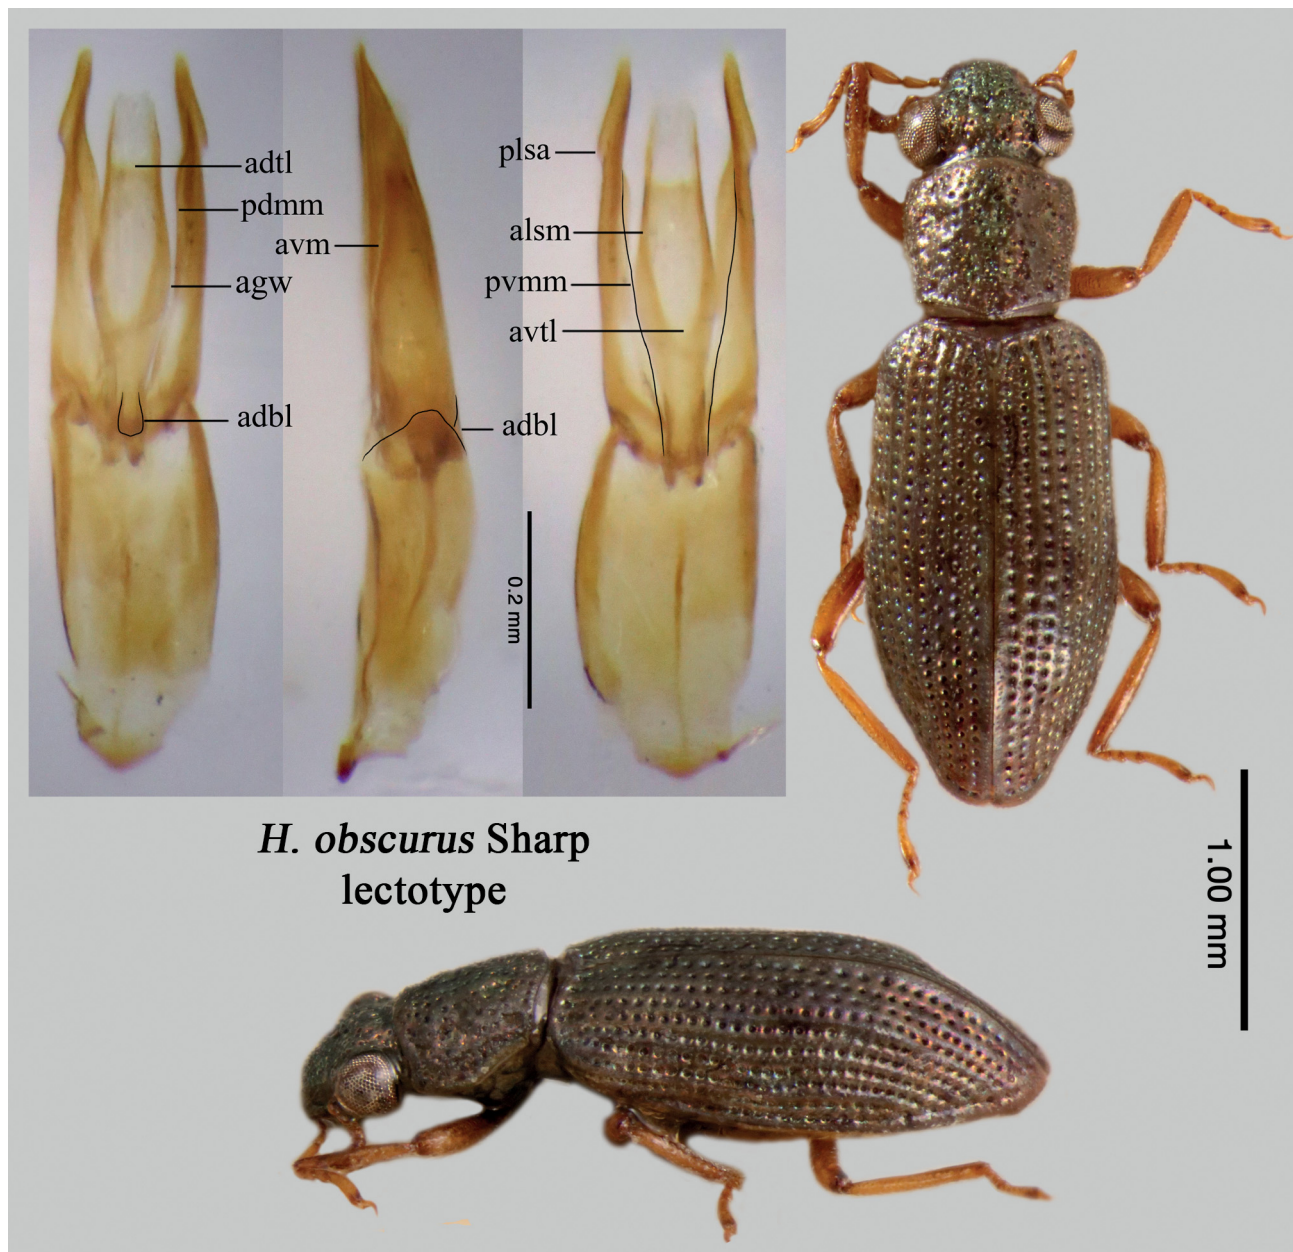 adtl
pdmm
avm
agw
adbl
adbl
plsa
alsm
pvmm
avtl
0.2 mm
H. obscurus Sharp
lectotype
1.00 mm